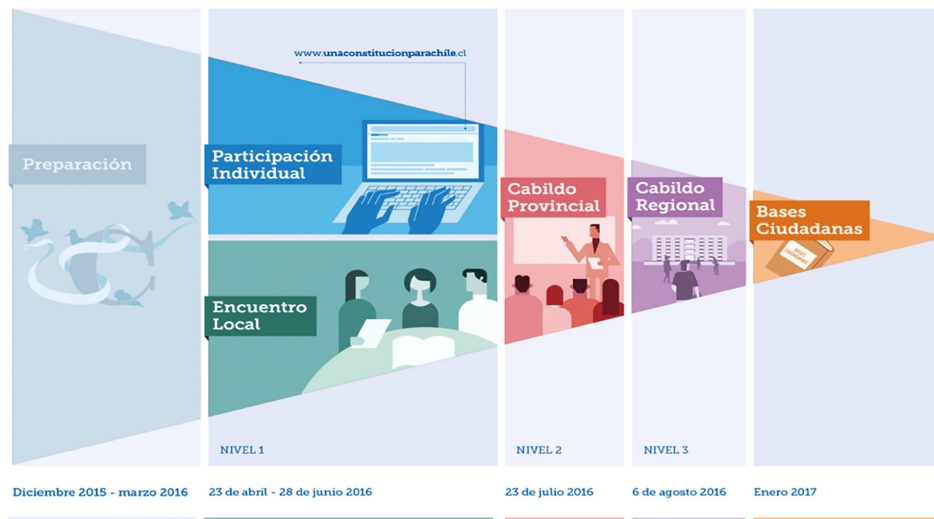 www.unaconstitucionparachile.cl
Preparación
Participación
Individual
Encuentro
Local
Cabildo
Provincial
Cabildo
Regional
Bases
Ciudadanas
BASES
CIUDADANAS
NIVEL 1
NIVEL 2
NIVEL 3
Diciembre 2015 - marzo 2016
23 de abril - 28 de junio 2016
23 de julio 2016
6 de agosto 2016
Enero 2017